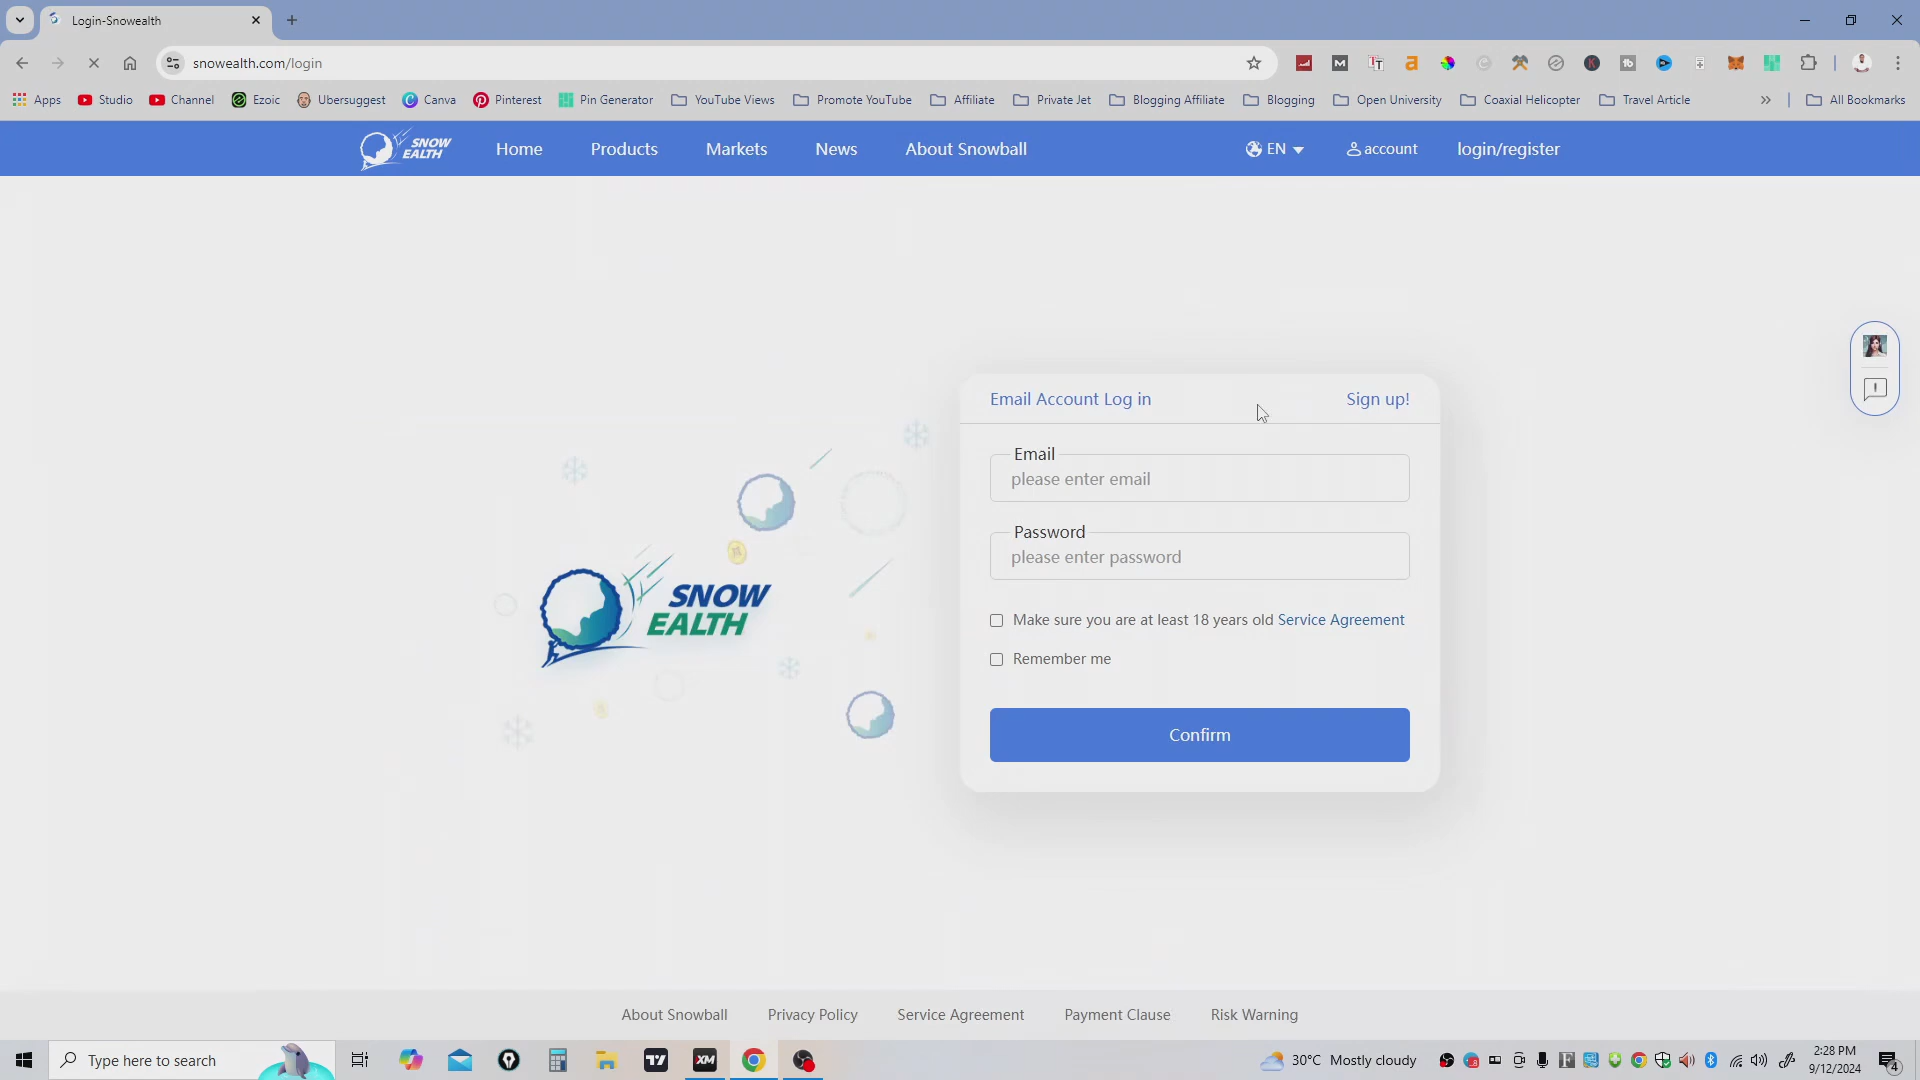 Login-Snowealth
snowealth.com/login
Apps Studio Channel Ezoic Ubersuggest Canva Pinterest Pin Generator YouTube Views Promote YouTube Affiliate Private Jet Blogging Affiliate Blogging Open University Coaxial Helicopter Travel Article » All Bookmarks
SNOW
EALTH
Home Products Markets News About Snowball EN account login/register
Email Account Log in Sign up!
Email
please enter email
Password
please enter password
SNOW
EALTH
Make sure you are at least 18 years old Service Agreement
Remember me
Confirm
About Snowball Privacy Policy Service Agreement Payment Clause Risk Warning
Type here to search
XM
30°C Mostly cloudy
2:28 PM
9/12/2024
4